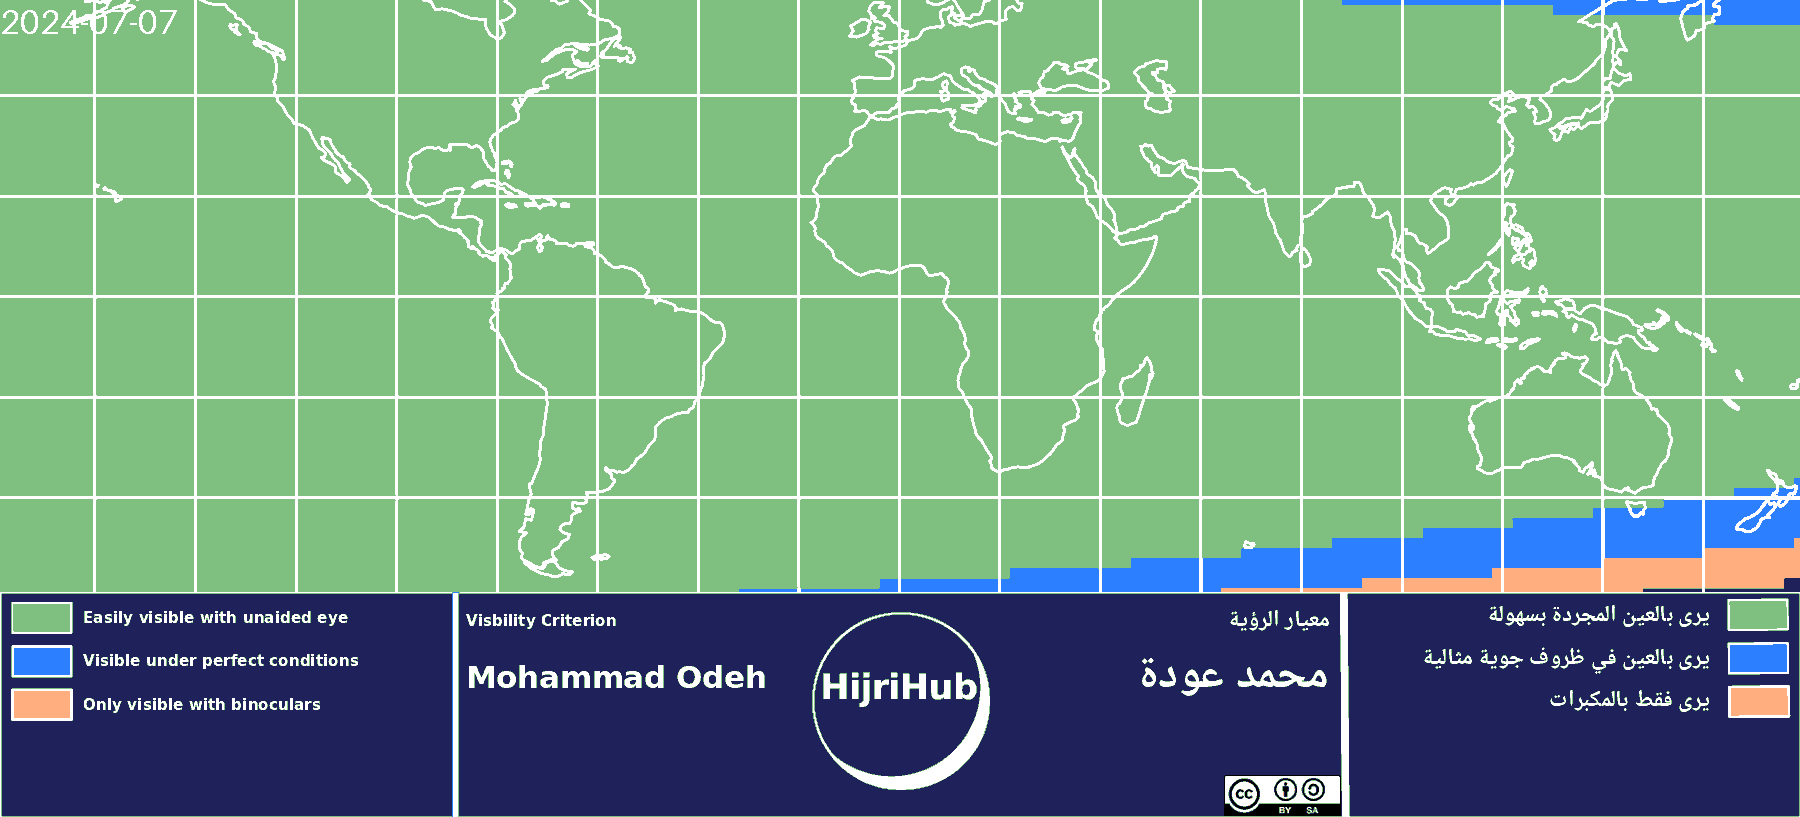 2024-07-07
Easily visible with unaided eye
Visible under perfect conditions
Only visible with binoculars
Visbility Criterion
Mohammad Odeh
HijriHub
معيار الرؤية
محمد عودة
cc
BY SA
يرى بالعين المجردة بسهولة
يرى بالعين في ظروف جوية مثالية
يرى فقط بالمكبرات